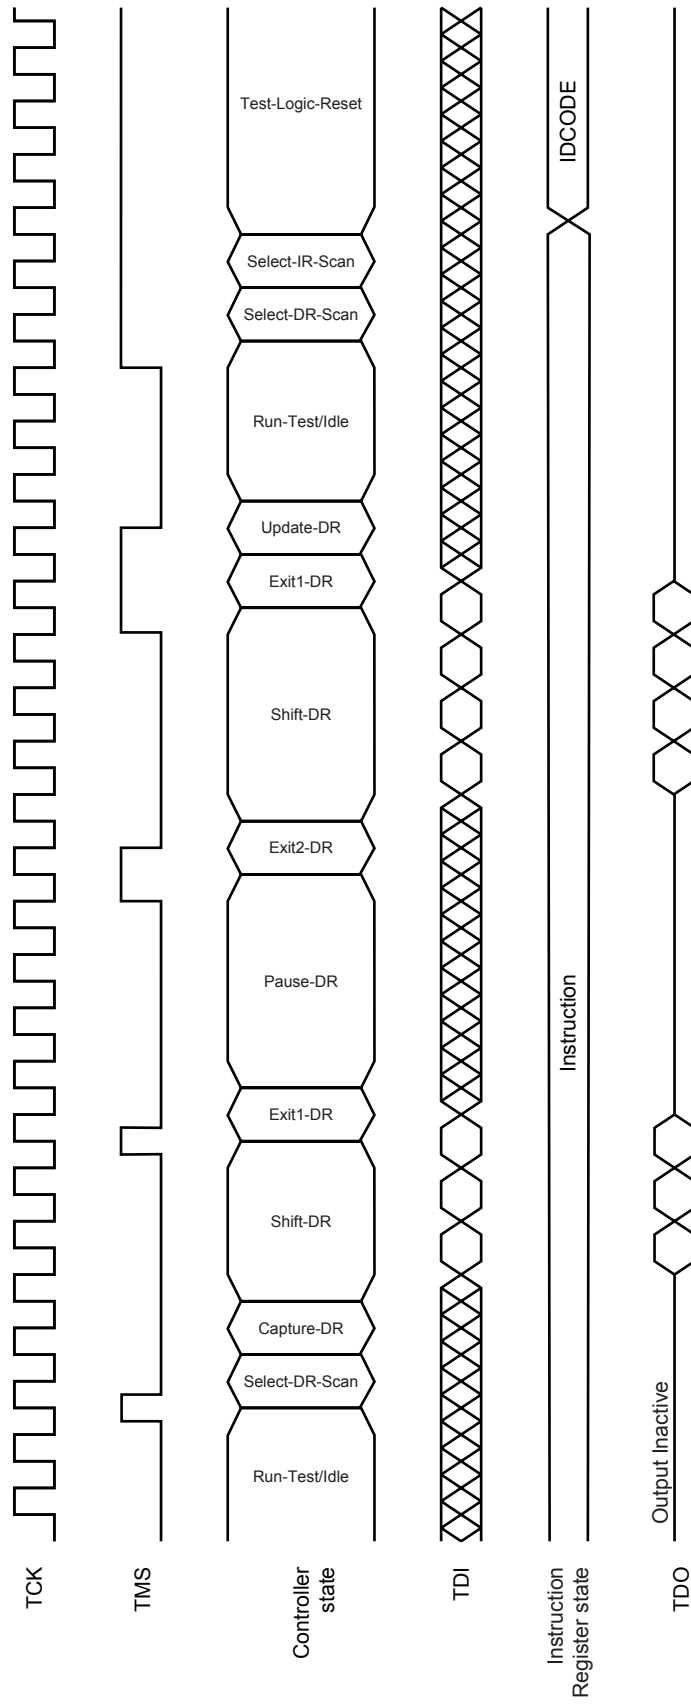 Test-Logic-Reset
Select-IR-Scan
Select-DR-Scan
Run-Test/Idle
Update-DR
Exit1-DR
Shift-DR
Exit2-DR
Pause-DR
Exit1-DR
Shift-DR
Capture-DR
Select-DR-Scan
Run-Test/Idle
IDCODE
Instruction
Output Inactive
TCK
TMS
Controller
state
TDI
Instruction
Register state
TDO